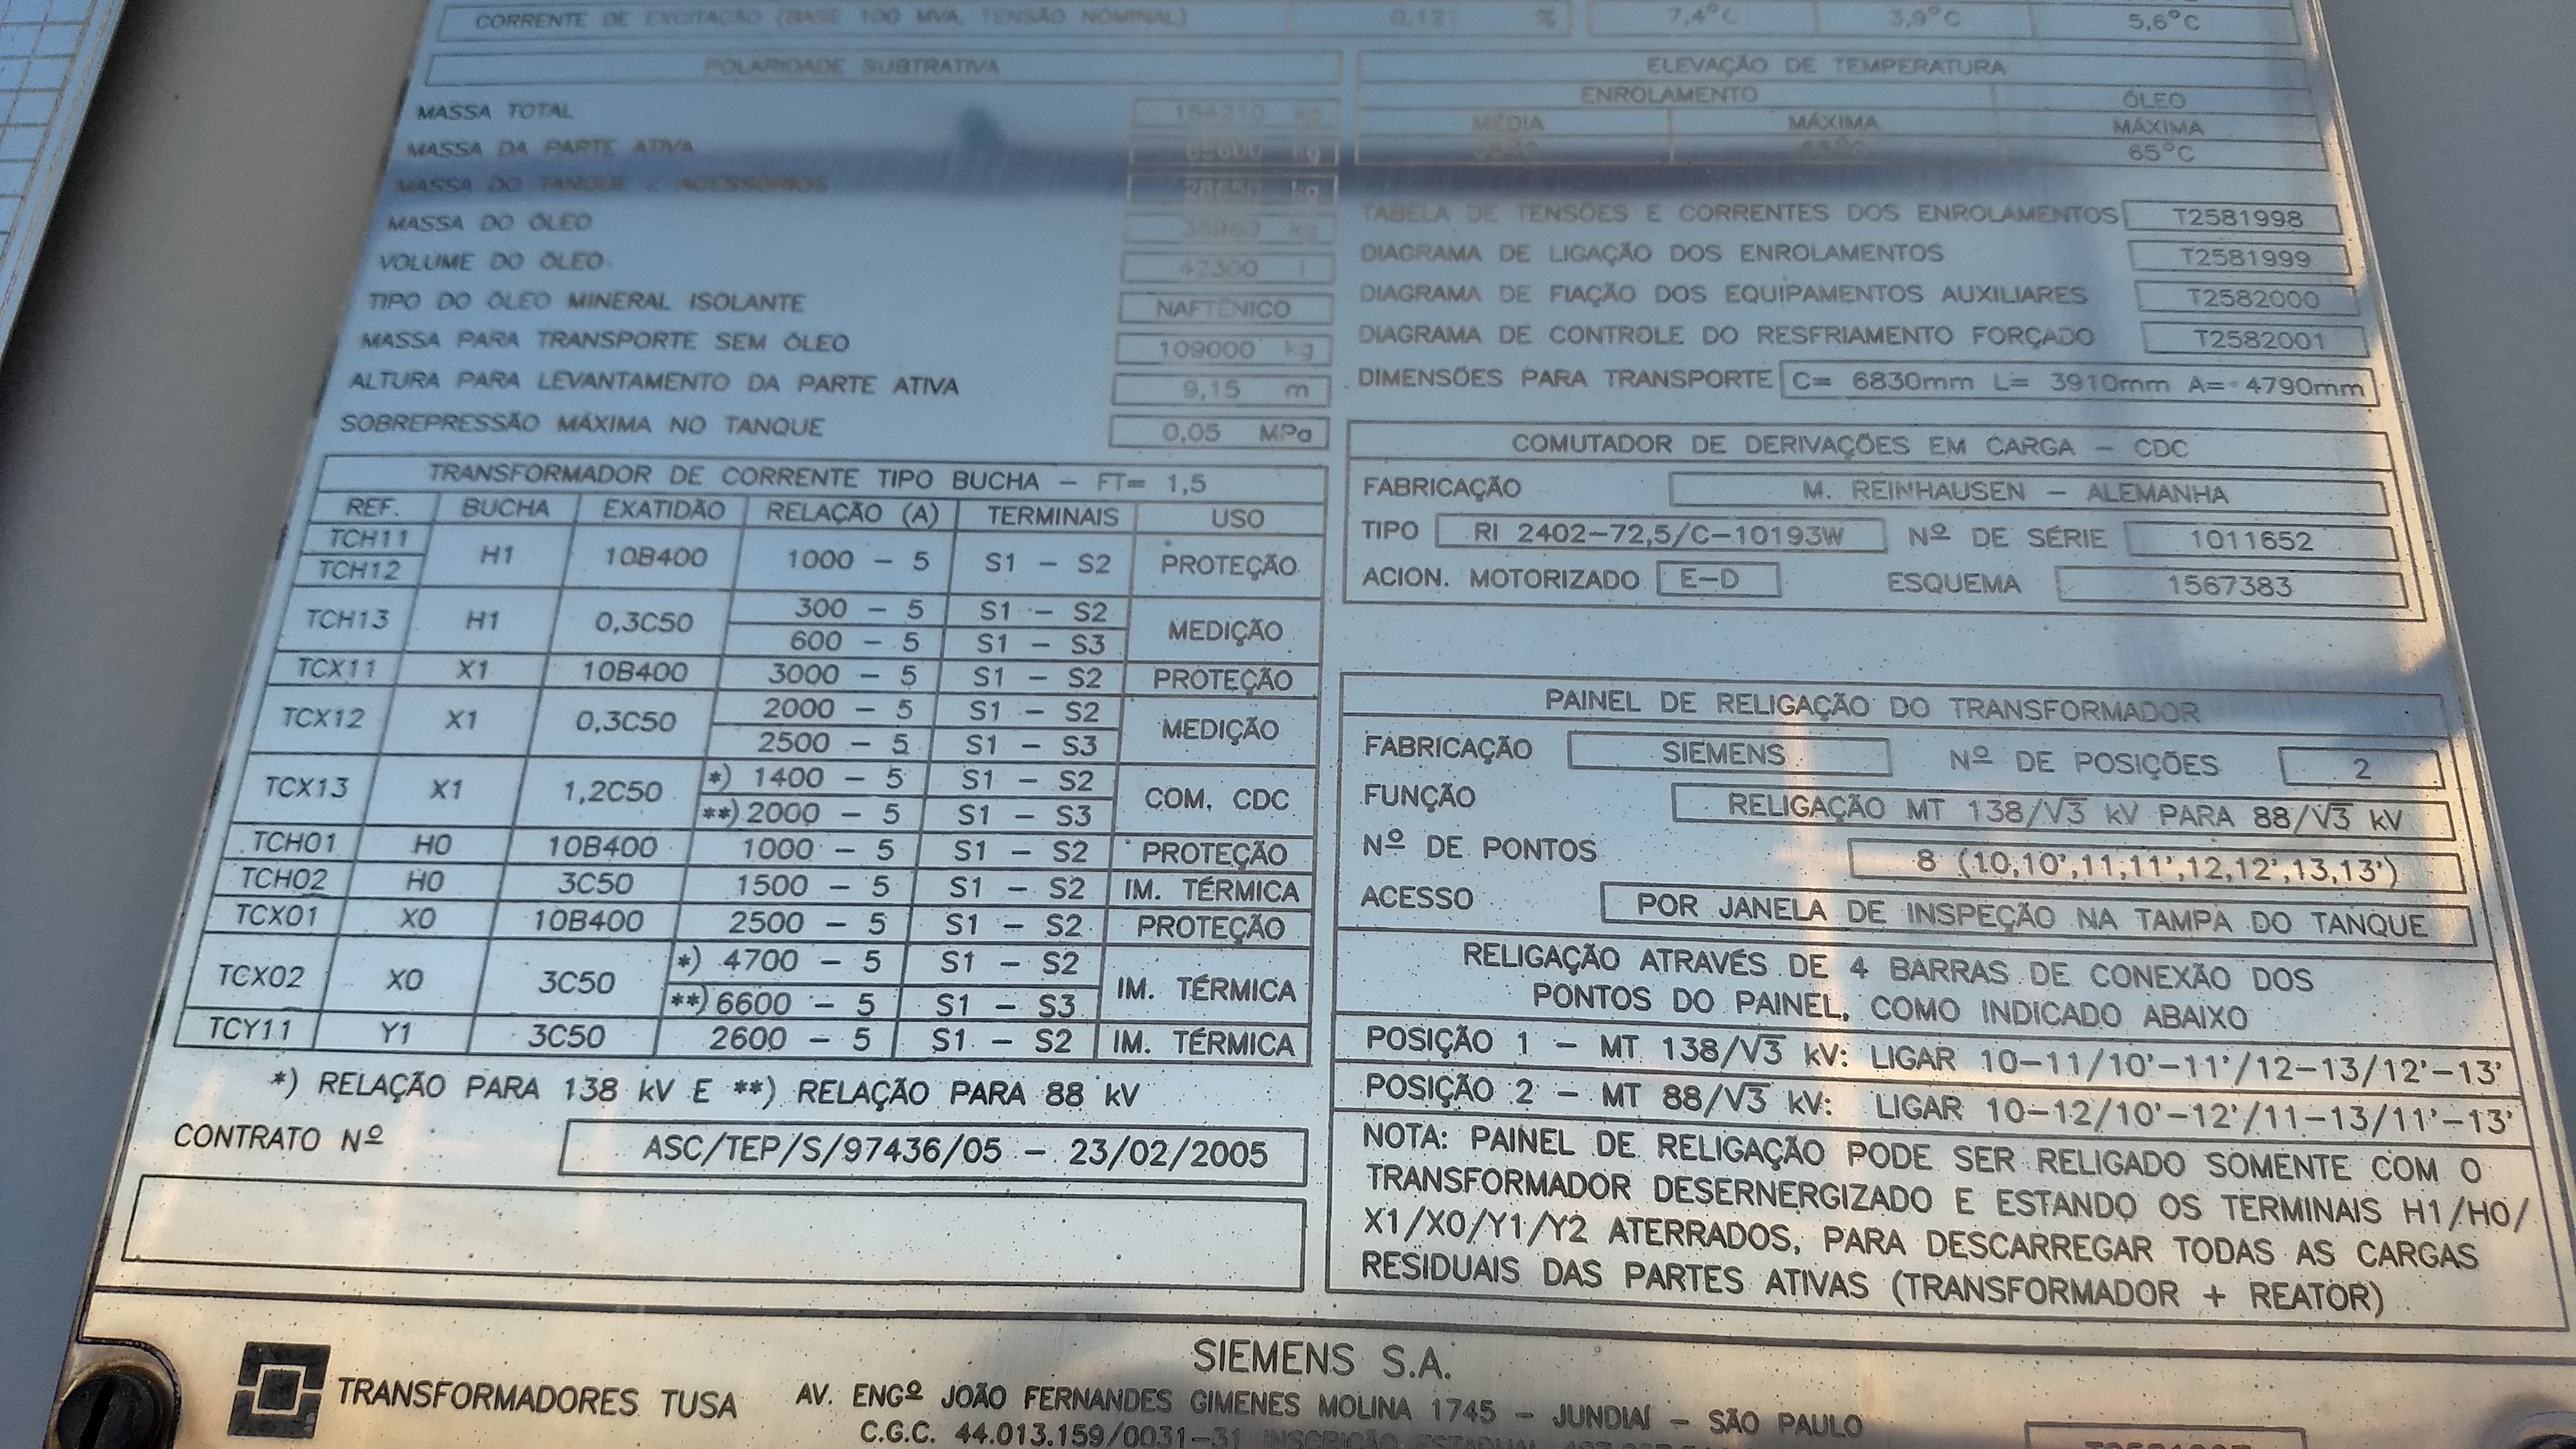 CORRENTE DE EXCITAÇÃO (BASE 100 MVA, TENSÃO NOMINAL) %
7,4°C 3,9°C 5,6°C
POLARIDADE SUBTRATIVA
MASSA TOTAL 154210 kg
MASSA DA PARTE ATIVA kg
MASSA DO TANQUE E ACESSÓRIOS 28650 kg
MASSA DO ÓLEO kg
VOLUME DO ÓLEO 42300 l
TIPO DO ÓLEO MINERAL ISOLANTE NAFTÊNICO
MASSA PARA TRANSPORTE SEM ÓLEO 109000 kg
ALTURA PARA LEVANTAMENTO DA PARTE ATIVA 9,15 m
SOBREPRESSÃO MÁXIMA NO TANQUE 0,05 MPa
TRANSFORMADOR DE CORRENTE TIPO BUCHA – FT= 1,5
REF. BUCHA EXATIDÃO RELAÇÃO (A) TERMINAIS USO
TCH11
TCH12 H1 10B400 1000 – 5 S1 – S2 PROTEÇÃO
TCH13 H1 0,3C50 300 – 5 S1 – S2 MEDIÇÃO
600 – 5 S1 – S3
TCX11 X1 10B400 3000 – 5 S1 – S2 PROTEÇÃO
TCX12 X1 0,3C50 2000 – 5 S1 – S2 MEDIÇÃO
2500 – 5 S1 – S3
TCX13 X1 1,2C50 *) 1400 – 5 S1 – S2 COM. CDC
**) 2000 – 5 S1 – S3
TCH01 H0 10B400 1000 – 5 S1 – S2 PROTEÇÃO
TCH02 H0 3C50 1500 – 5 S1 – S2 IM. TÉRMICA
TCX01 X0 10B400 2500 – 5 S1 – S2 PROTEÇÃO
TCX02 X0 3C50 *) 4700 – 5 S1 – S2 IM. TÉRMICA
**) 6600 – 5 S1 – S3
TCY11 Y1 3C50 2600 – 5 S1 – S2 IM. TÉRMICA
*) RELAÇÃO PARA 138 kV E **) RELAÇÃO PARA 88 kV
CONTRATO Nº ASC/TEP/S/97436/05 – 23/02/2005
ELEVAÇÃO DE TEMPERATURA
ENROLAMENTO ÓLEO
MÉDIA MÁXIMA MÁXIMA
65°C
TABELA DE TENSÕES E CORRENTES DOS ENROLAMENTOS T2581998
DIAGRAMA DE LIGAÇÃO DOS ENROLAMENTOS T2581999
DIAGRAMA DE FIAÇÃO DOS EQUIPAMENTOS AUXILIARES T2582000
DIAGRAMA DE CONTROLE DO RESFRIAMENTO FORÇADO T2582001
DIMENSÕES PARA TRANSPORTE C= 6830mm L= 3910mm A= 4790mm
COMUTADOR DE DERIVAÇÕES EM CARGA – CDC
FABRICAÇÃO M. REINHAUSEN – ALEMANHA
TIPO RI 2402–72,5/C–10193W Nº DE SÉRIE 1011652
ACION. MOTORIZADO E–D ESQUEMA 1567383
PAINEL DE RELIGAÇÃO DO TRANSFORMADOR
FABRICAÇÃO SIEMENS Nº DE POSIÇÕES 2
FUNÇÃO RELIGAÇÃO MT 138/√3 kV PARA 88/√3 kV
Nº DE PONTOS 8 (10,10',11,11',12,12',13,13')
ACESSO POR JANELA DE INSPEÇÃO NA TAMPA DO TANQUE
RELIGAÇÃO ATRAVÉS DE 4 BARRAS DE CONEXÃO DOS
PONTOS DO PAINEL, COMO INDICADO ABAIXO
POSIÇÃO 1 – MT 138/√3 kV: LIGAR 10–11/10'–11'/12–13/12'–13'
POSIÇÃO 2 – MT 88/√3 kV: LIGAR 10–12/10'–12'/11–13/11'–13'
NOTA: PAINEL DE RELIGAÇÃO PODE SER RELIGADO SOMENTE COM O
TRANSFORMADOR DESERNERGIZADO E ESTANDO OS TERMINAIS H1/H0/
X1/X0/Y1/Y2 ATERRADOS, PARA DESCARREGAR TODAS AS CARGAS
RESIDUAIS DAS PARTES ATIVAS (TRANSFORMADOR + REATOR)
SIEMENS S.A.
TRANSFORMADORES TUSA AV. ENGº JOÃO FERNANDES GIMENES MOLINA 1745 – JUNDIAÍ – SÃO PAULO
C.G.C. 44.013.159/0031–31 INSCRIÇÃO ESTADUAL